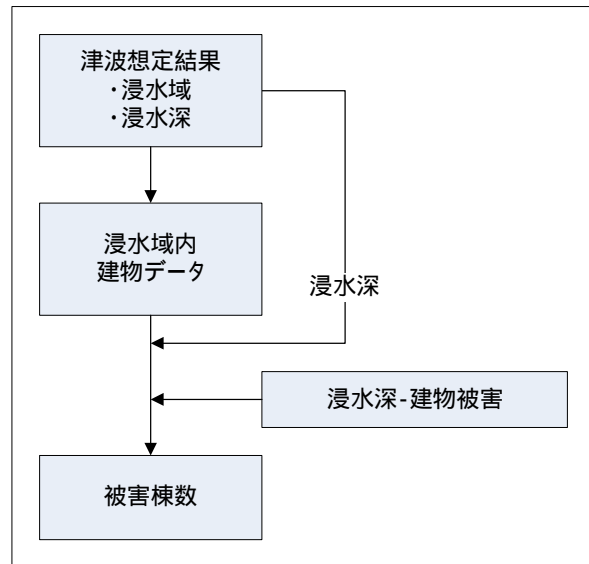 津波想定結果
・浸水域
・浸水深
浸水域内
建物データ
浸水深
浸水深-建物被害
被害棟数